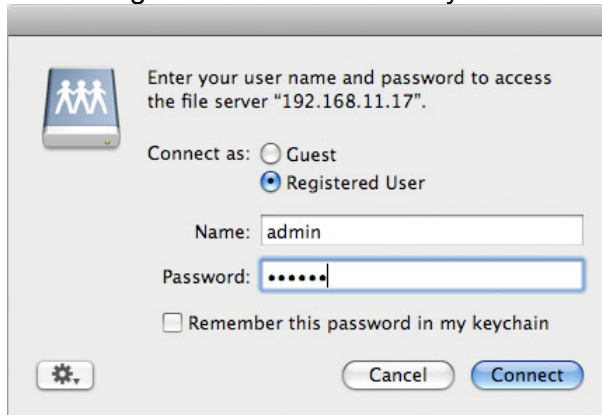 Enter your user name and password to access
the file server “192.168.11.17”.
Connect as: Guest
Registered User
Name: admin
Password: ••••••
Remember this password in my keychain
Cancel Connect